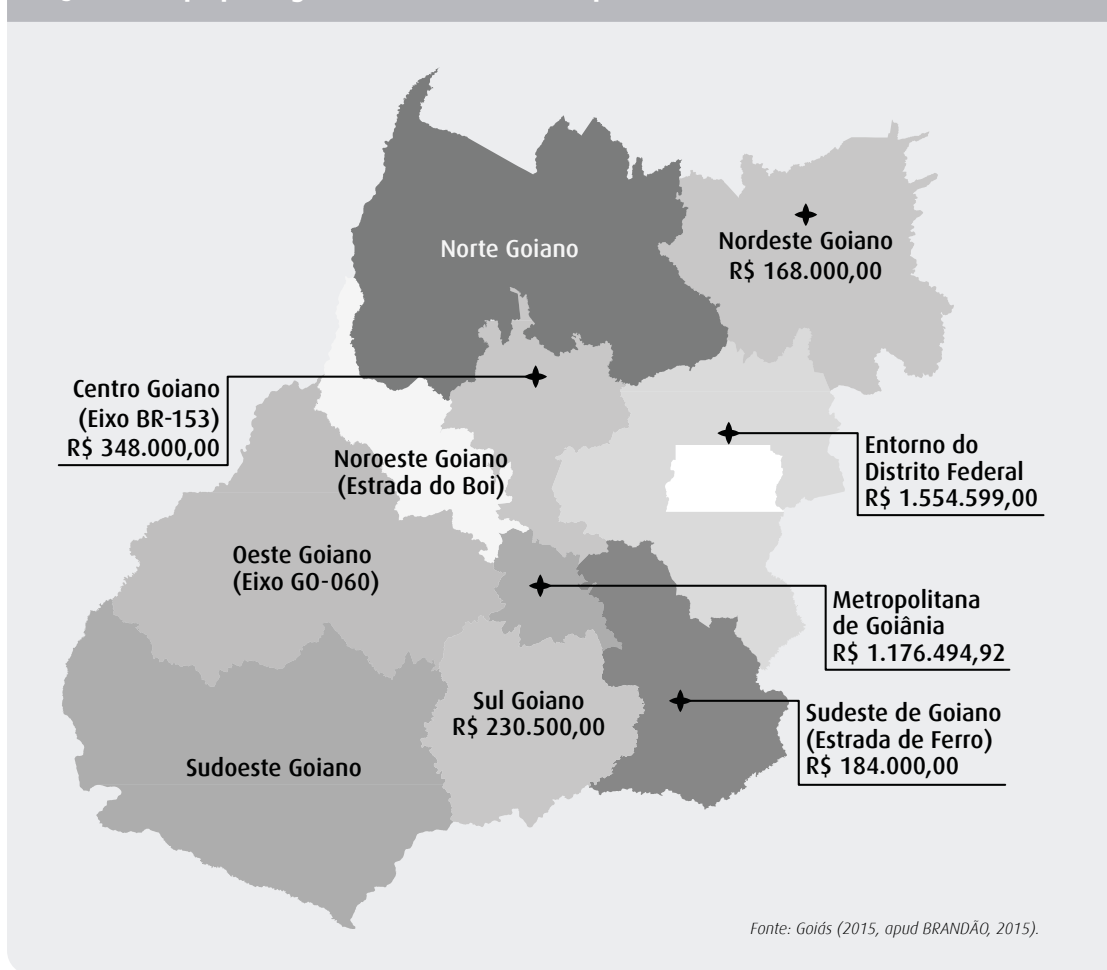 Norte Goiano
Nordeste Goiano
R$ 168.000,00
Centro Goiano
(Eixo BR-153)
R$ 348.000,00
Noroeste Goiano
(Estrada do Boi)
Entorno do
Distrito Federal
R$ 1.554.599,00
Oeste Goiano
(Eixo GO-060)
Metropolitana
de Goiânia
R$ 1.176.494,92
Sul Goiano
R$ 230.500,00
Sudeste de Goiano
(Estrada de Ferro)
R$ 184.000,00
Sudoeste Goiano
Fonte: Goiás (2015, apud BRANDÃO, 2015).